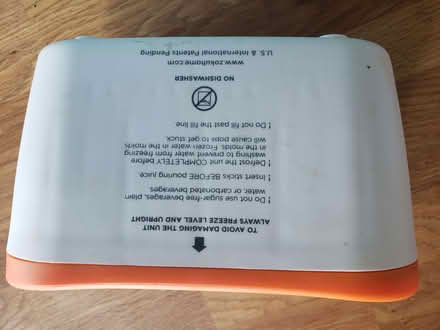 TO AVOID DAMAGING THE UNIT
ALWAYS FREEZE LEVEL AND UPRIGHT
! Do not use sugar-free beverages, plain
water, or carbonated beverages.
! Insert sticks BEFORE pouring juice.
! Defrost the unit COMPLETELY before
washing to prevent water from freezing
in the molds. Frozen water in the molds
will cause pops to get stuck.
! Do not fill past the fill line
NO DISHWASHER
www.zokuhome.com
U.S. & International Patents Pending